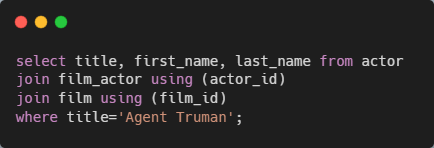 select title, first_name, last_name from actor
join film_actor using (actor_id)
join film using (film_id)
where title='Agent Truman';